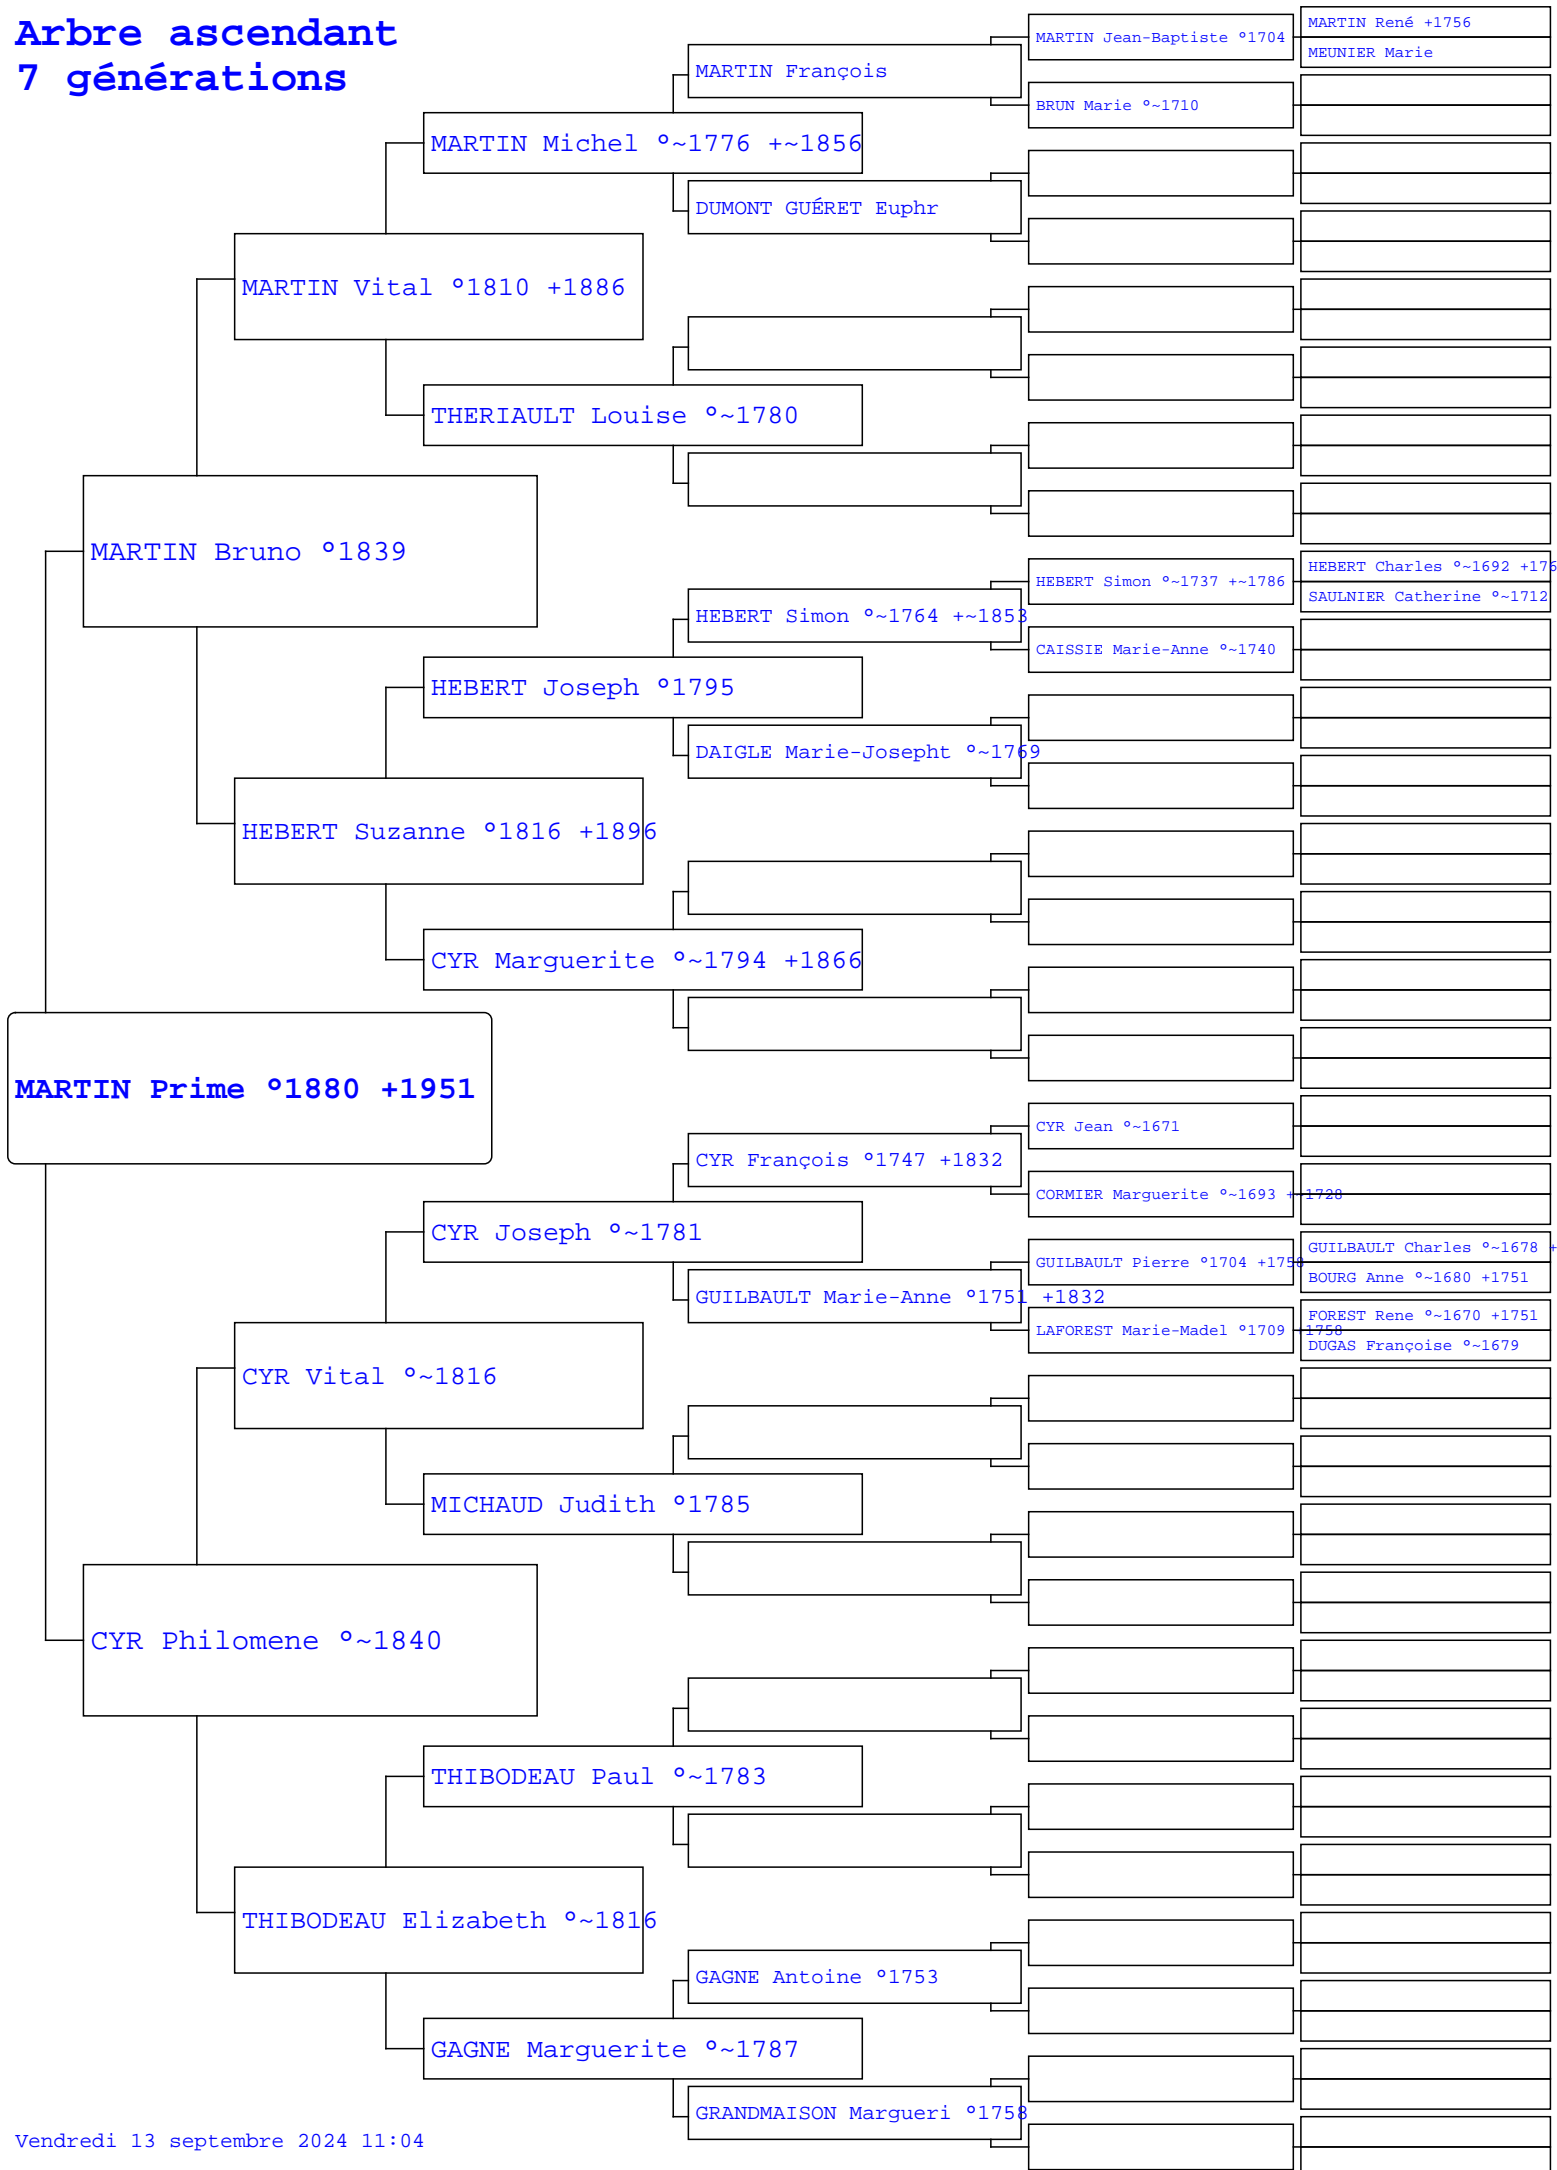 Arbre ascendant
7 générations
MARTIN René +1756
MARTIN Jean-Baptiste °1704
MEUNIER Marie
MARTIN François
BRUN Marie °~1710
MARTIN Michel °~1776 +~1856
DUMONT GUÉRET Euphr
MARTIN Vital °1810 +1886
THERIAULT Louise °~1780
MARTIN Bruno °1839
HEBERT Charles °~1692 +176
HEBERT Simon °~1737 +~1786
SAULNIER Catherine °~1712
HEBERT Simon °~1764 +~1853
CAISSIE Marie-Anne °~1740
HEBERT Joseph °1795
DAIGLE Marie-Josepht °~1769
HEBERT Suzanne °1816 +1896
CYR Marguerite °~1794 +1866
MARTIN Prime °1880 +1951
CYR Jean °~1671
CYR François °1747 +1832
CORMIER Marguerite °~1693 +~1728
CYR Joseph °~1781
GUILBAULT Charles °~1678 +
GUILBAULT Pierre °1704 +1758
BOURG Anne °~1680 +1751
GUILBAULT Marie-Anne °1751 +1832
FOREST Rene °~1670 +1751
LAFOREST Marie-Madel °1709 +1758
DUGAS Françoise °~1679
CYR Vital °~1816
MICHAUD Judith °1785
CYR Philomene °~1840
THIBODEAU Paul °~1783
THIBODEAU Elizabeth °~1816
GAGNE Antoine °1753
GAGNE Marguerite °~1787
GRANDMAISON Margueri °1758
Vendredi 13 septembre 2024 11:04